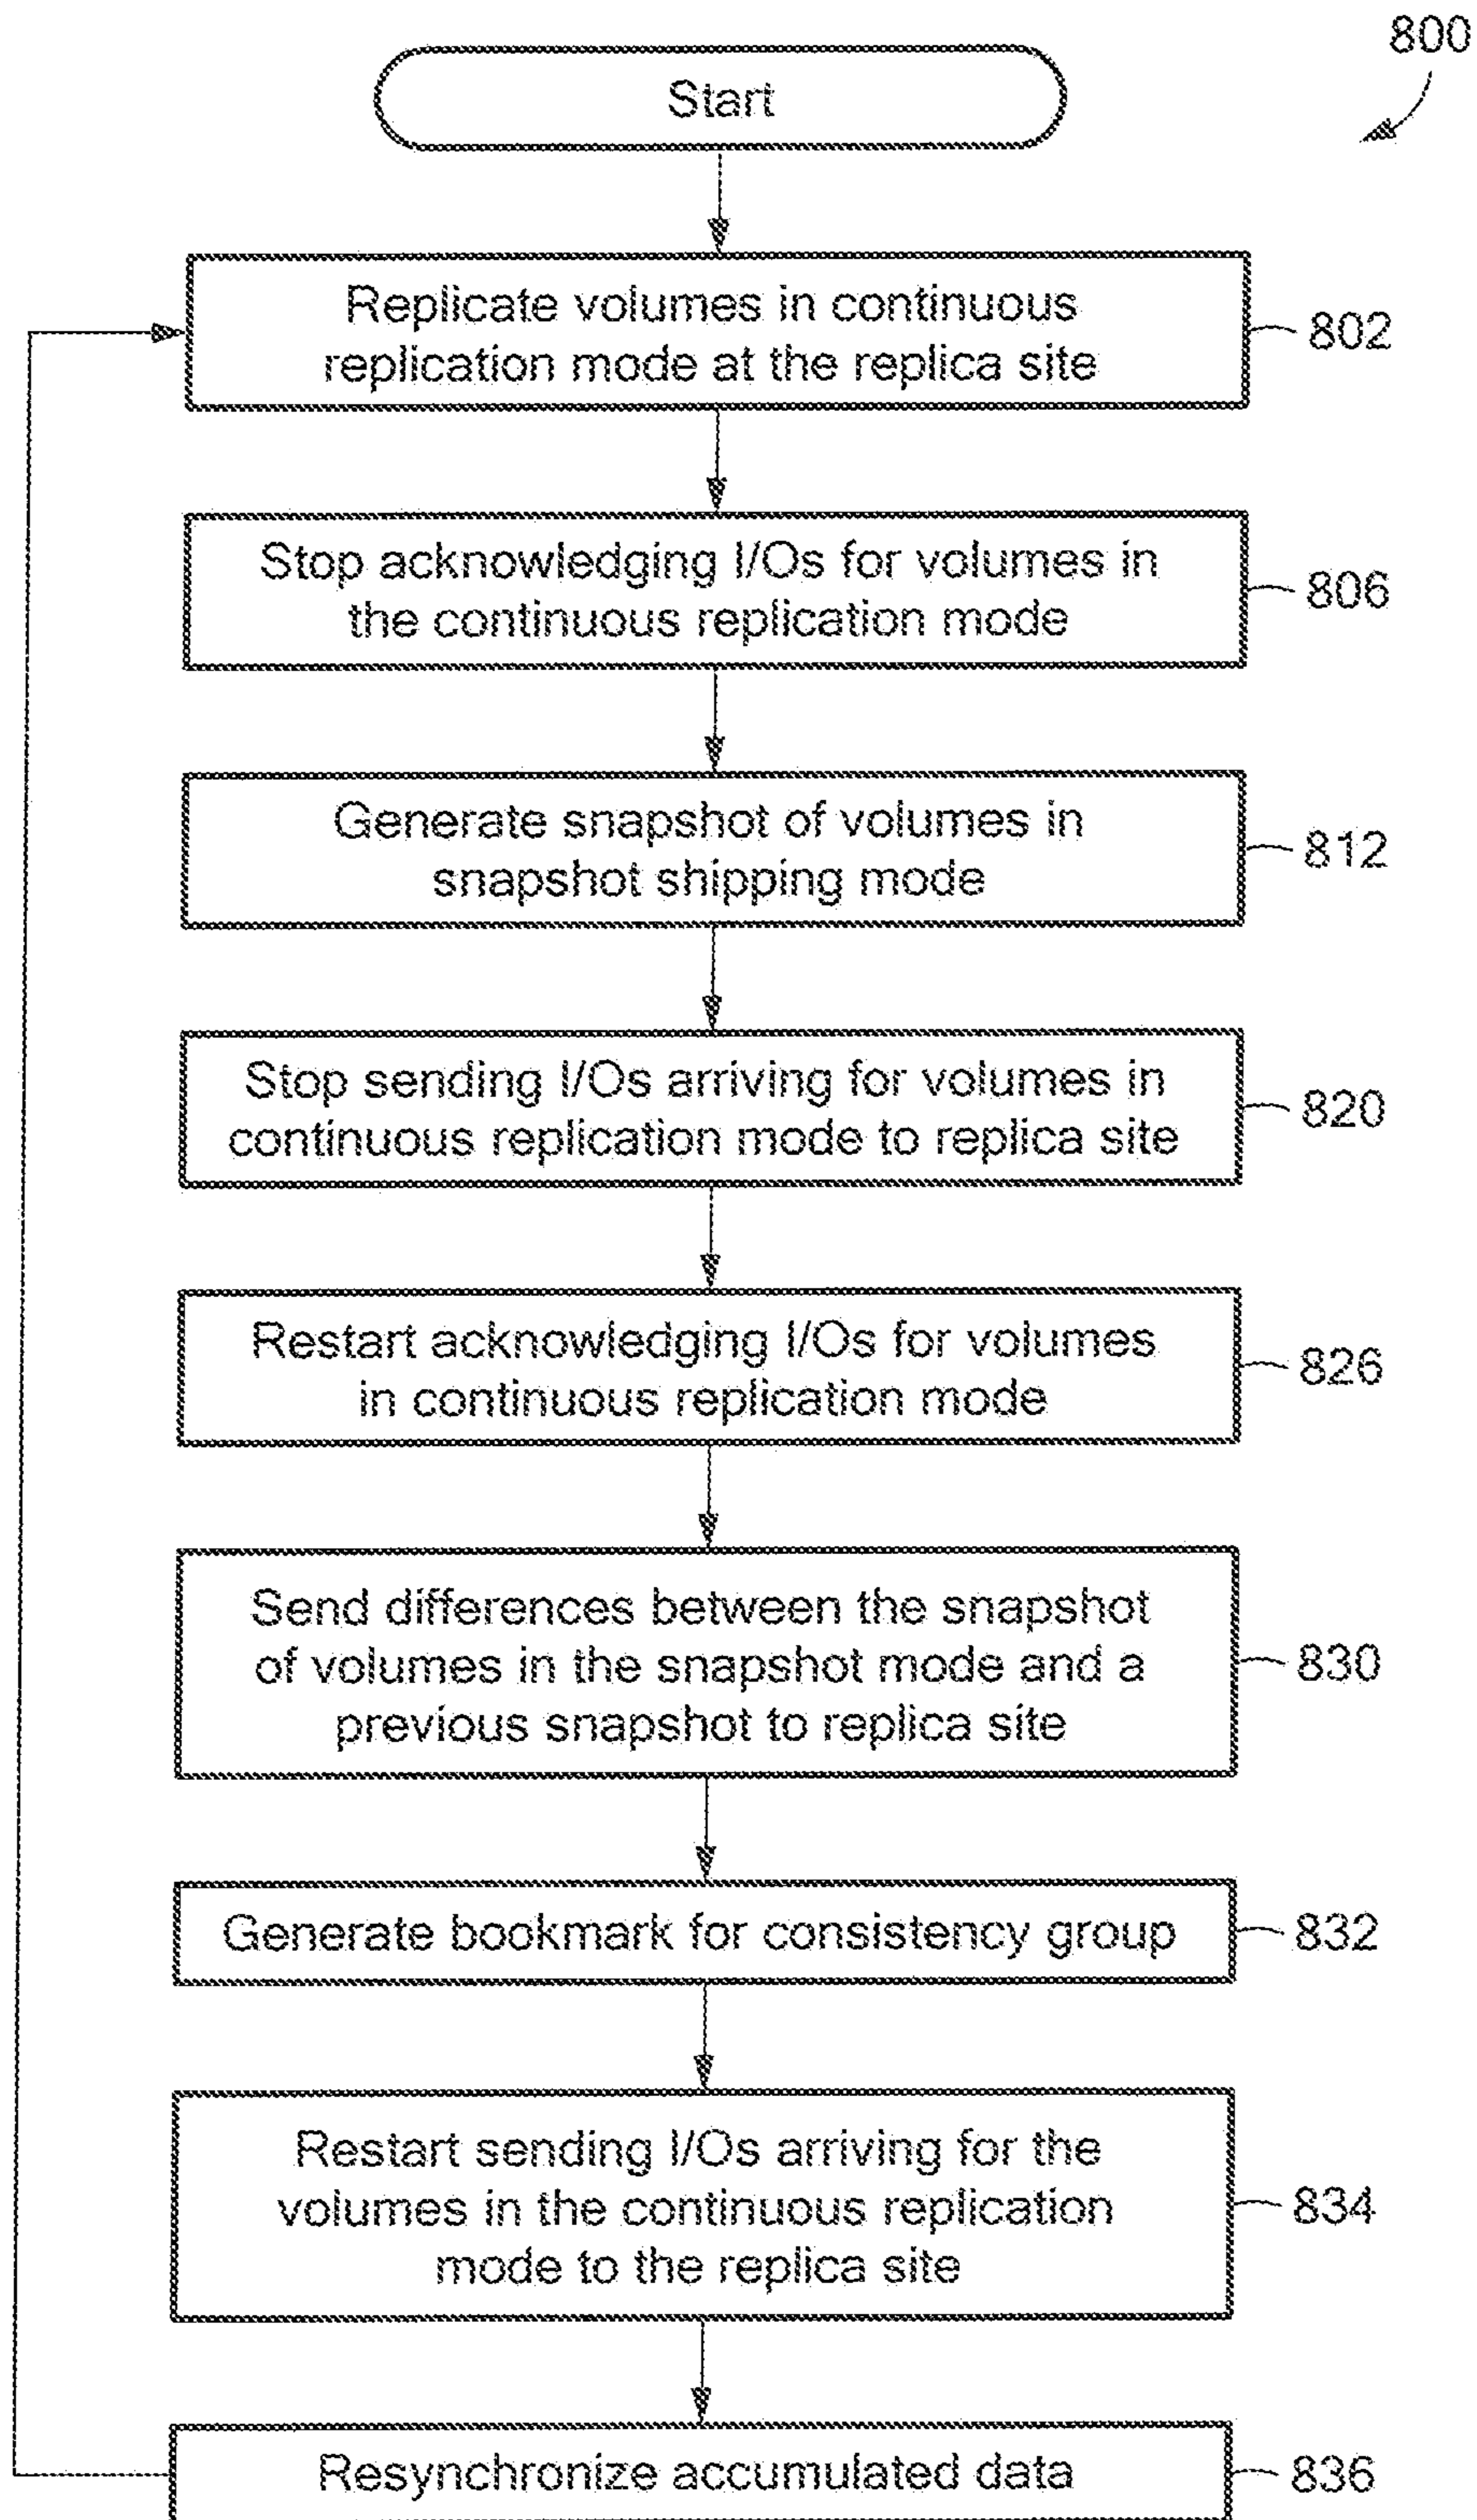 800
Start
Replicate volumes in continuous
replication mode at the replica site
802
Stop acknowledging I/Os for volumes in
the continuous replication mode
806
Generate snapshot of volumes in
snapshot shipping mode
812
Stop sending I/Os arriving for volumes in
continuous replication mode to replica site
820
Restart acknowledging I/Os for volumes
in continuous replication mode
826
Send differences between the snapshot
of volumes in the snapshot mode and a
previous snapshot to replica site
830
Generate bookmark for consistency group
832
Restart sending I/Os arriving for the
volumes in the continuous replication
mode to the replica site
834
Resynchronize accumulated data
836